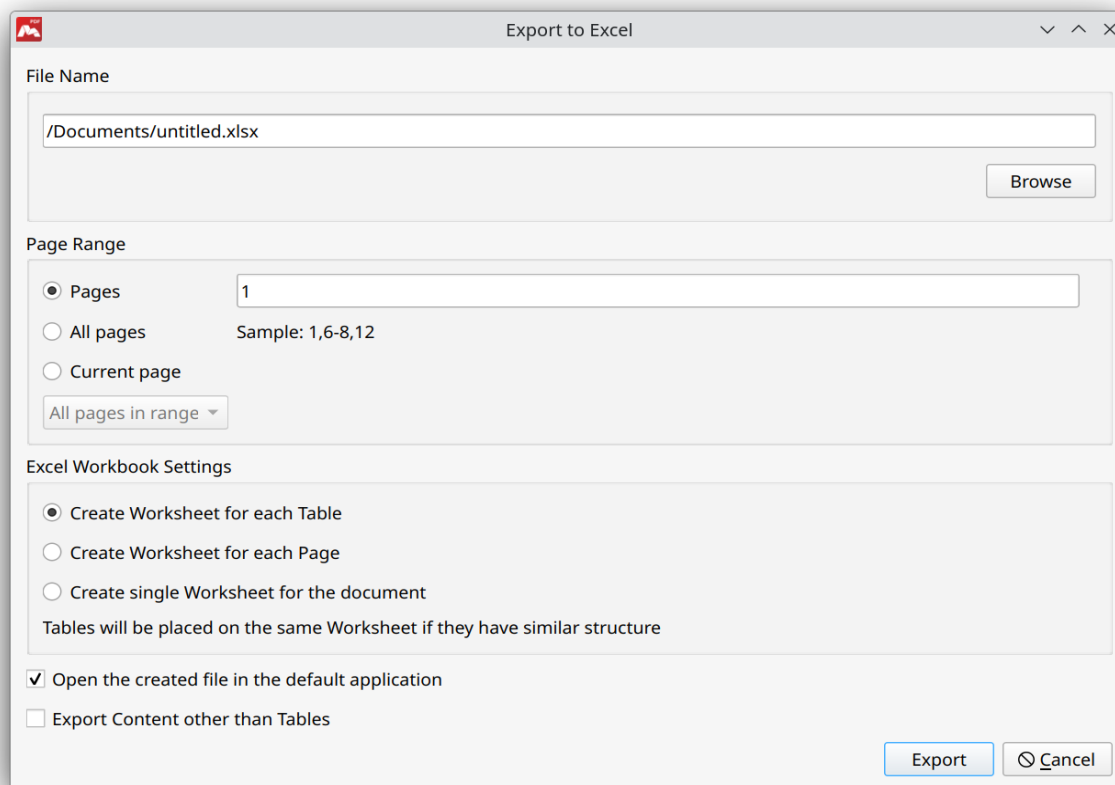 PDF
Export to Excel
File Name
/Documents/untitled.xlsx
Browse
Page Range
Pages 1
All pages Sample: 1,6-8,12
Current page
All pages in range
Excel Workbook Settings
Create Worksheet for each Table
Create Worksheet for each Page
Create single Worksheet for the document
Tables will be placed on the same Worksheet if they have similar structure
Open the created file in the default application
Export Content other than Tables
Export Cancel